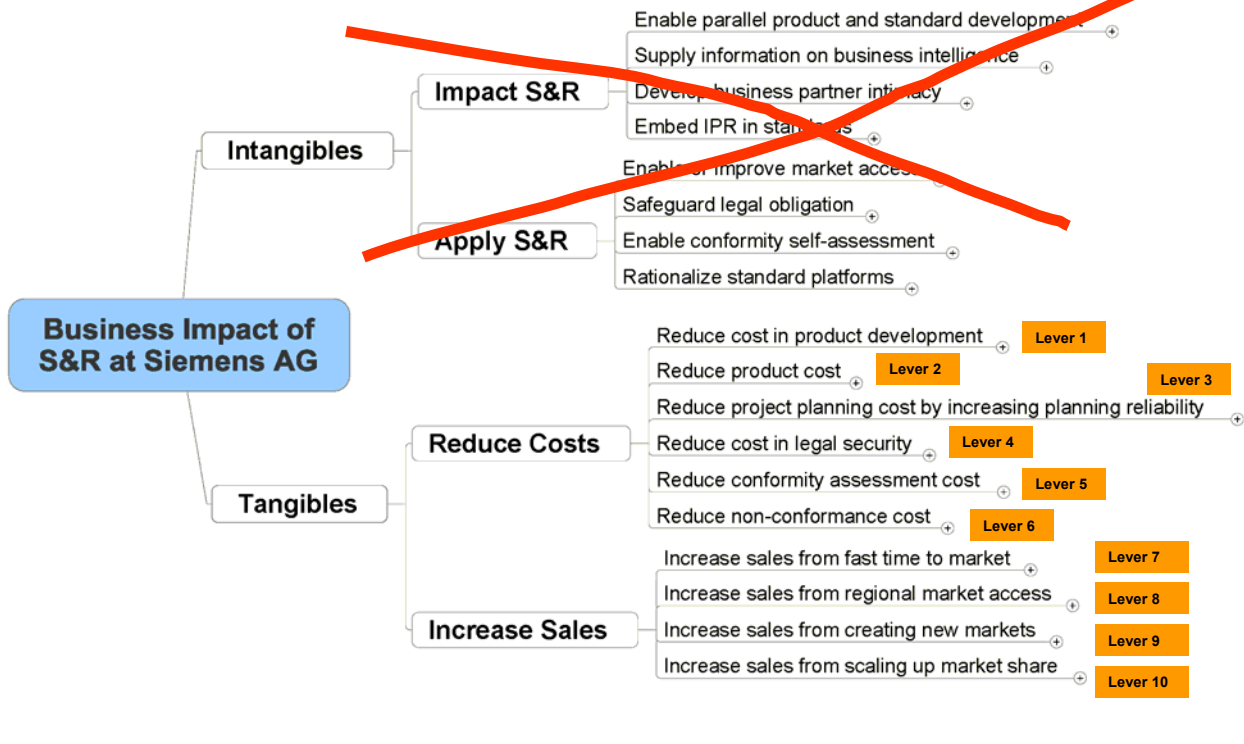 Enable parallel product and standard development
Supply information on business intelligence
Impact S&R
Develop business partner intimacy
Embed IPR in standards
Intangibles
Enable or improve market access
Safeguard legal obligation
Apply S&R
Enable conformity self-assessment
Rationalize standard platforms
Business Impact of
S&R at Siemens AG
Reduce cost in product development
Lever 1
Reduce product cost
Lever 2
Lever 3
Reduce project planning cost by increasing planning reliability
Reduce Costs
Reduce cost in legal security
Lever 4
Reduce conformity assessment cost
Lever 5
Tangibles
Reduce non-conformance cost
Lever 6
Increase sales from fast time to market
Lever 7
Increase sales from regional market access
Lever 8
Increase Sales
Increase sales from creating new markets
Lever 9
Increase sales from scaling up market share
Lever 10